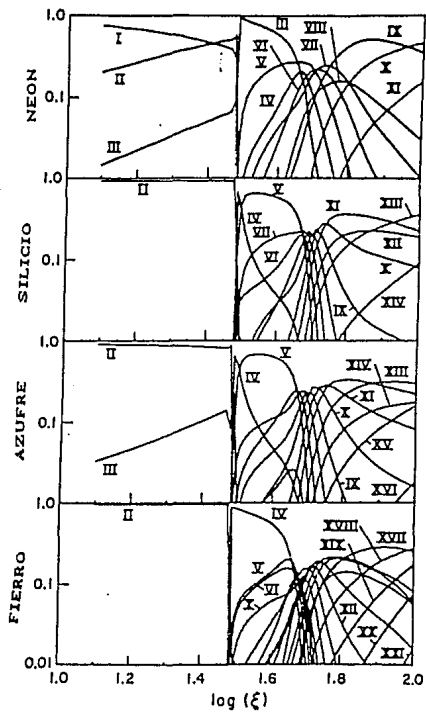 1.0
I
II
III
NEON
0.1
III
VI
V
IV
VIII
VII
IX
X
XI
1.0
II
V
IV
VII
VI
SILICIO
0.1
XI
XIII
XII
X
IX
XIV
1.0
II
V
IV
AZUFRE
0.1
III
XIV
XIII
XI
X
XV
IX
XVI
1.0
II
IV
V
VI
X
FIERRO
0.1
XVIII
XVII
XIX
XII
XX
XXI
0.01
1.0 1.2 1.4 1.6 1.8 2.0
log (ξ)